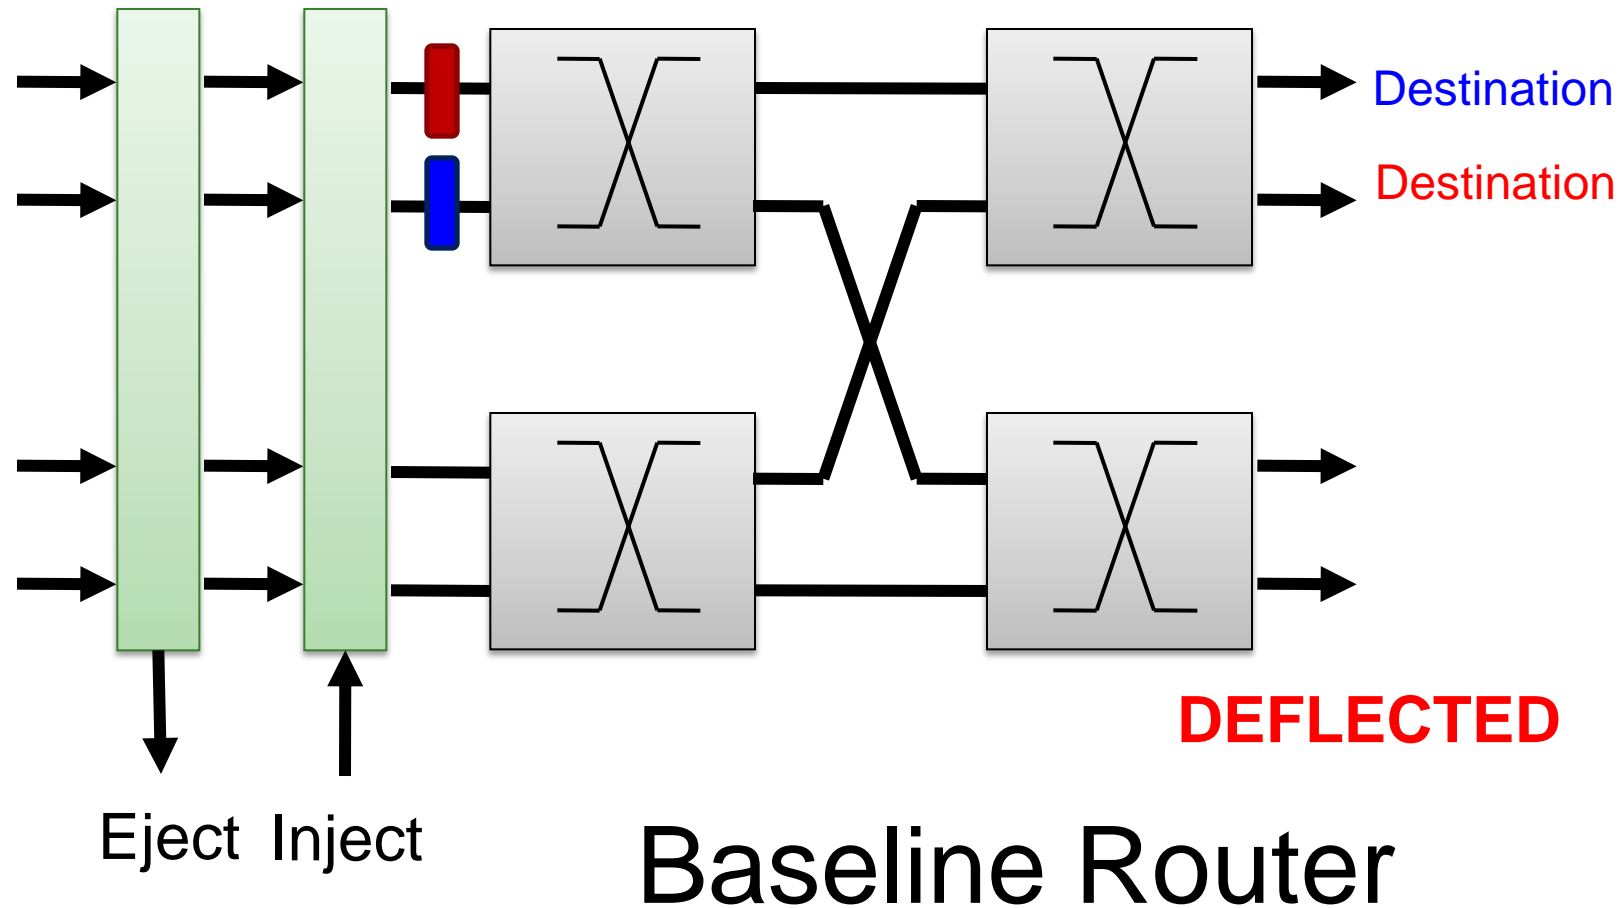 Destination
Destination
DEFLECTED
Eject Inject
Baseline Router